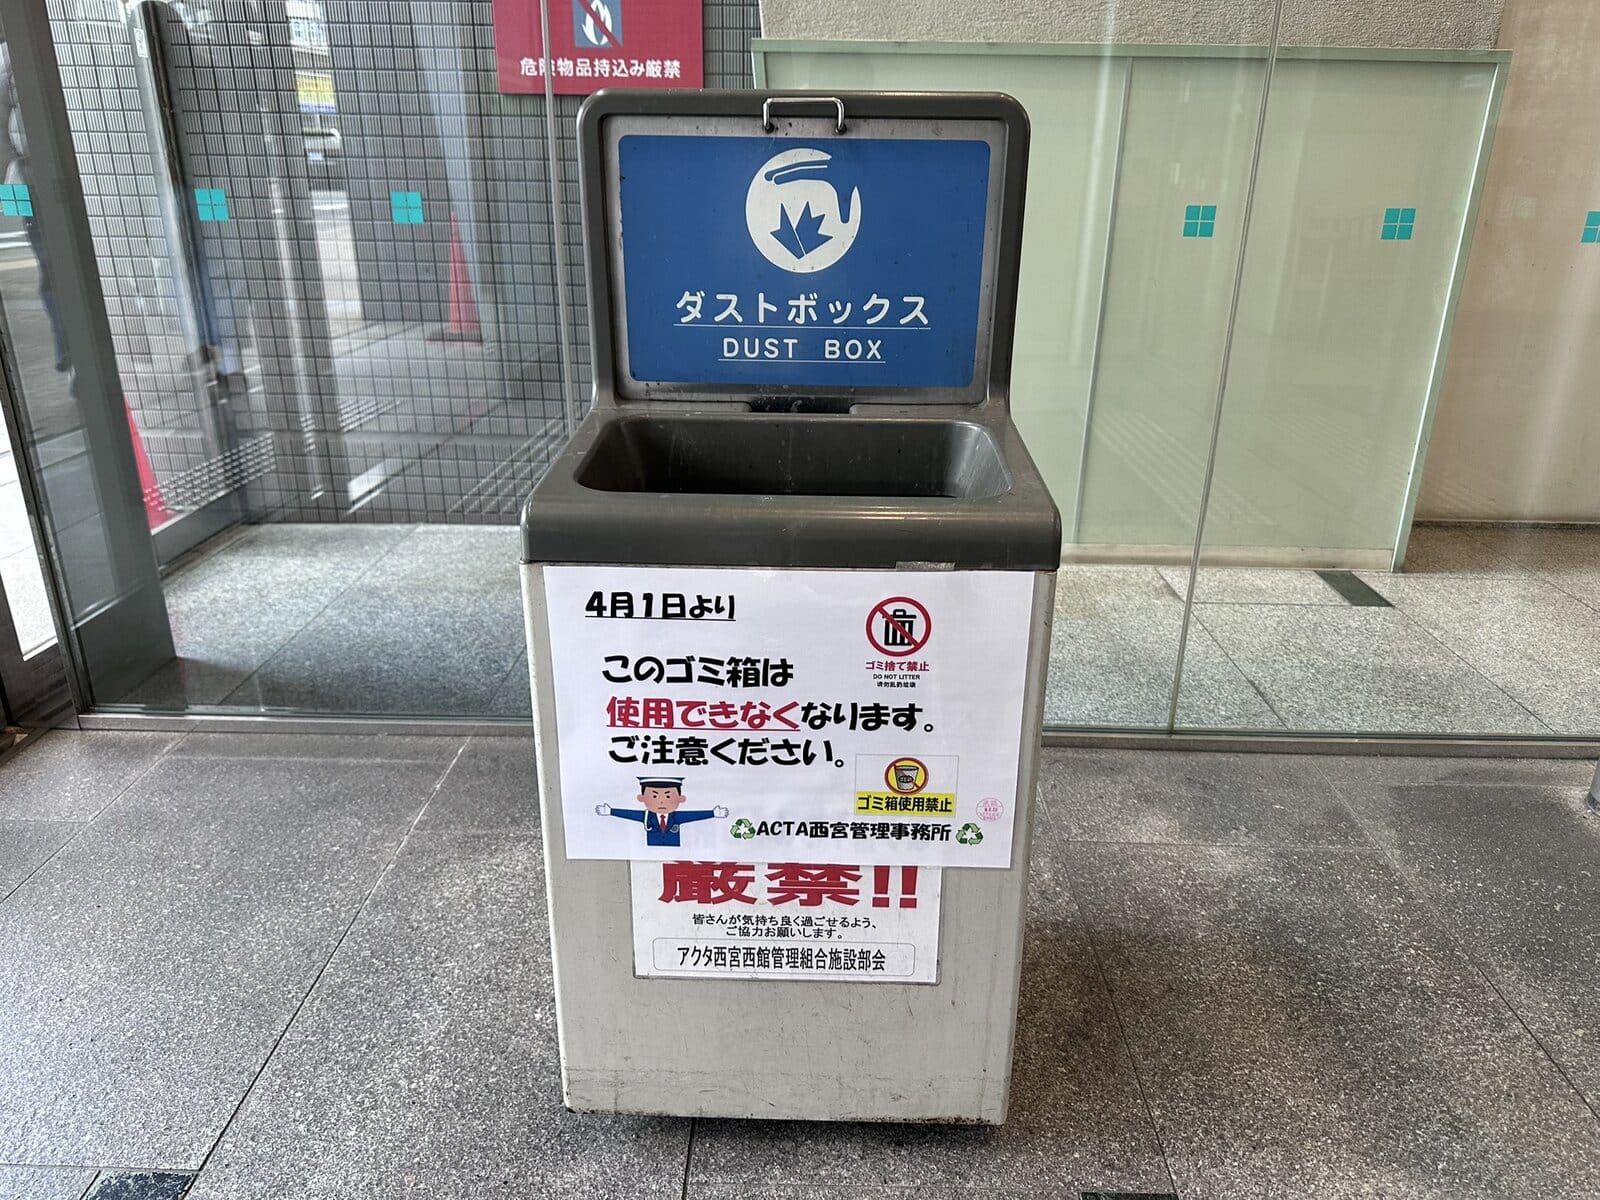 危険物品持込み厳禁
ダストボックス
DUST BOX
4月1日より
ゴミ捨て禁止
DO NOT LITTER
请勿乱扔垃圾
このゴミ箱は
使用できなくなります。
ご注意ください。
ゴミ箱使用禁止
ACTA西宮管理事務所
厳禁!!
皆さんが気持ち良く過ごせるよう、
ご協力お願いします。
アクタ西宮西館管理組合施設部会